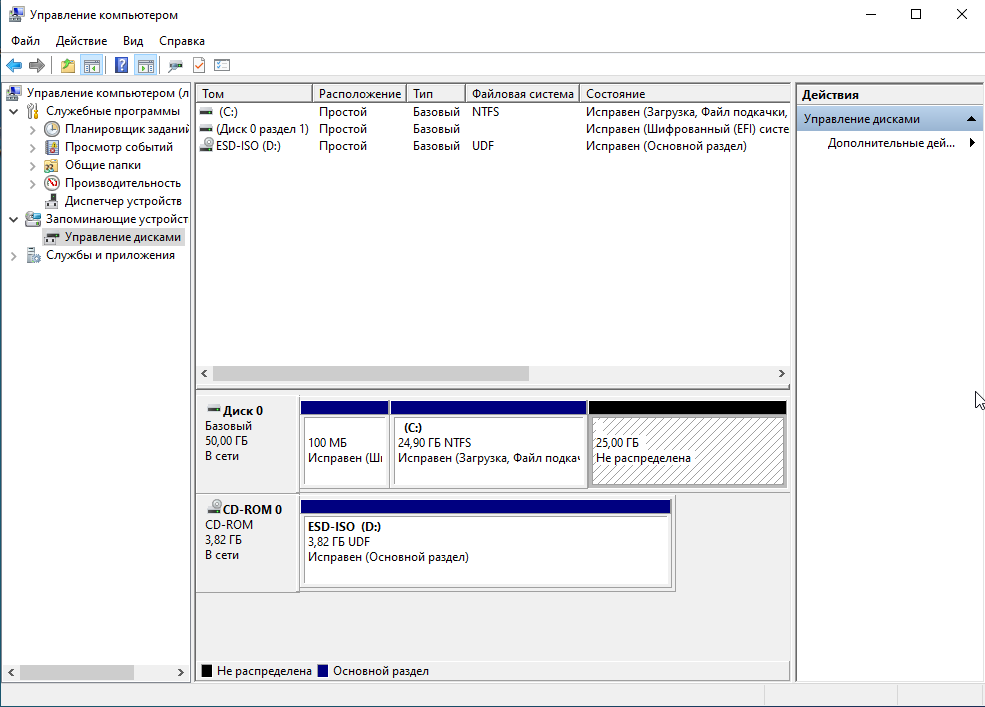 Управление компьютером
Файл Действие Вид Справка
Управление компьютером (л
Служебные программы
Планировщик заданий
Просмотр событий
Общие папки
Производительность
Диспетчер устройств
Запоминающие устройст
Управление дисками
Службы и приложения
Том Расположение Тип Файловая система Состояние
(C:) Простой Базовый NTFS Исправен (Загрузка, Файл подкачки,
(Диск 0 раздел 1) Простой Базовый Исправен (Шифрованный (EFI) систе
ESD-ISO (D:) Простой Базовый UDF Исправен (Основной раздел)
Диск 0
Базовый
50,00 ГБ
В сети
100 МБ
Исправен (Ш
(C:)
24,90 ГБ NTFS
Исправен (Загрузка, Файл подкач
25,00 ГБ
Не распределена
CD-ROM 0
CD-ROM
3,82 ГБ
В сети
ESD-ISO (D:)
3,82 ГБ UDF
Исправен (Основной раздел)
Не распределена Основной раздел
Действия
Управление дисками
Дополнительные дей...